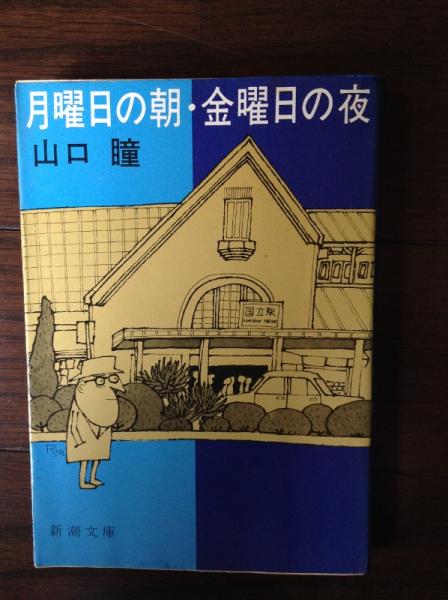 月曜日の朝・金曜日の夜
山口 瞳
国立駅
新潮文庫